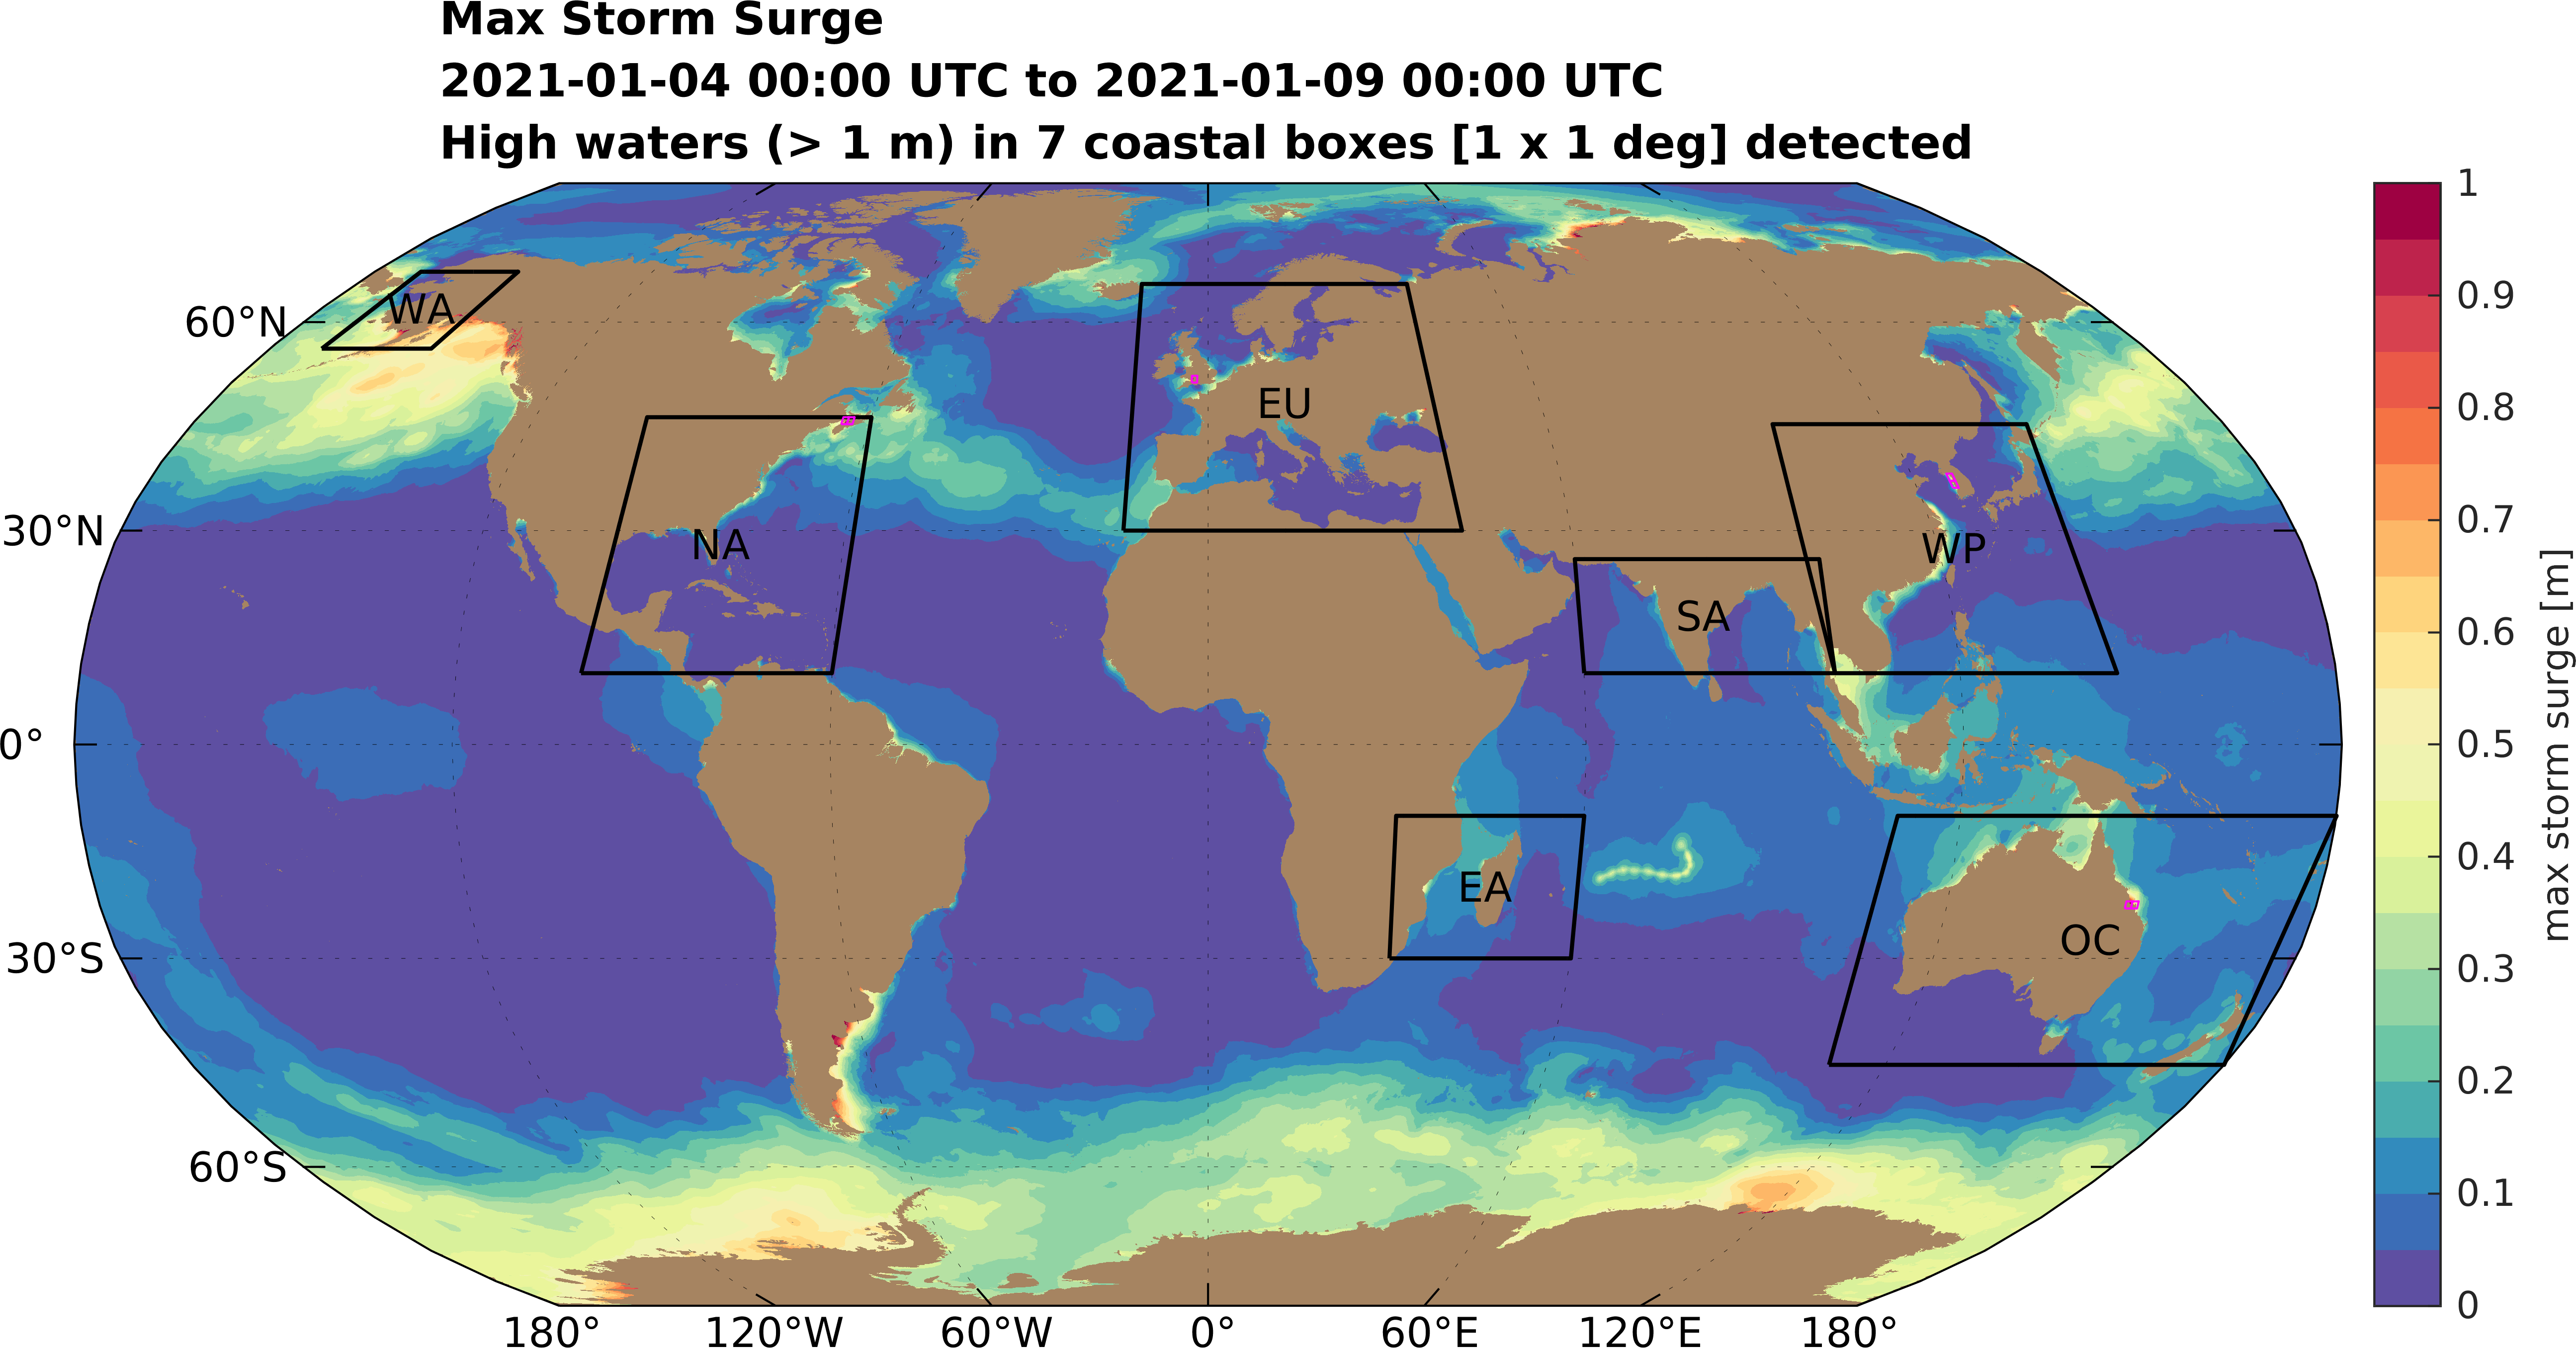 Max Storm Surge
2021-01-04 00:00 UTC to 2021-01-09 00:00 UTC
High waters (> 1 m) in 7 coastal boxes [1 x 1 deg] detected
60°N
30°N
0°
30°S
60°S
WA
NA
EU
SA
WP
EA
OC
180°
120°W
60°W
0°
60°E
120°E
180°
1
0.9
0.8
0.7
0.6
0.5
0.4
0.3
0.2
0.1
0
max storm surge [m]